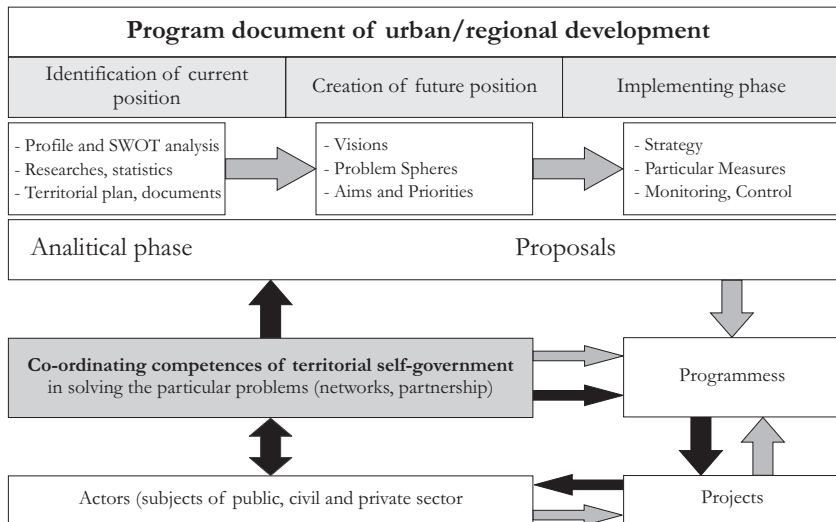 Program document of urban/regional development
Identification of current
position
Creation of future position
Implementing phase
- Profile and SWOT analysis
- Researches, statistics
- Territorial plan, documents
- Visions
- Problem Spheres
- Aims and Priorities
- Strategy
- Particular Measures
- Monitoring, Control
Analitical phase
Proposals
Co-ordinating competences of territorial self-government
in solving the particular problems (networks, partnership)
Programmess
Actors (subjects of public, civil and private sector
Projects